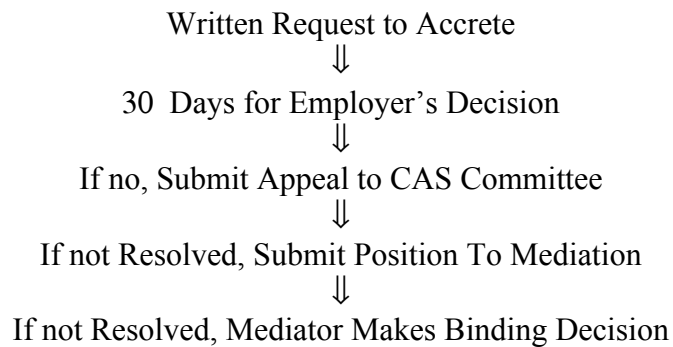 Written Request to Accrete
⇓
30 Days for Employer's Decision
⇓
If no, Submit Appeal to CAS Committee
⇓
If not Resolved, Submit Position To Mediation
⇓
If not Resolved, Mediator Makes Binding Decision